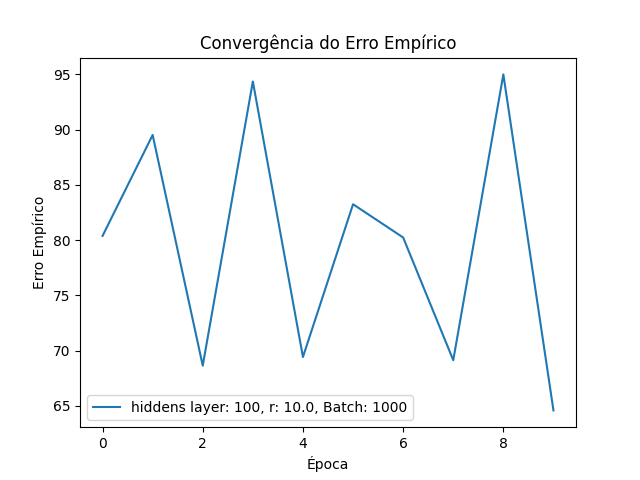 Convergência do Erro Empírico
Erro Empírico
95
90
85
80
75
70
65
hiddens layer: 100, r: 10.0, Batch: 1000
0 2 4 6 8
Época